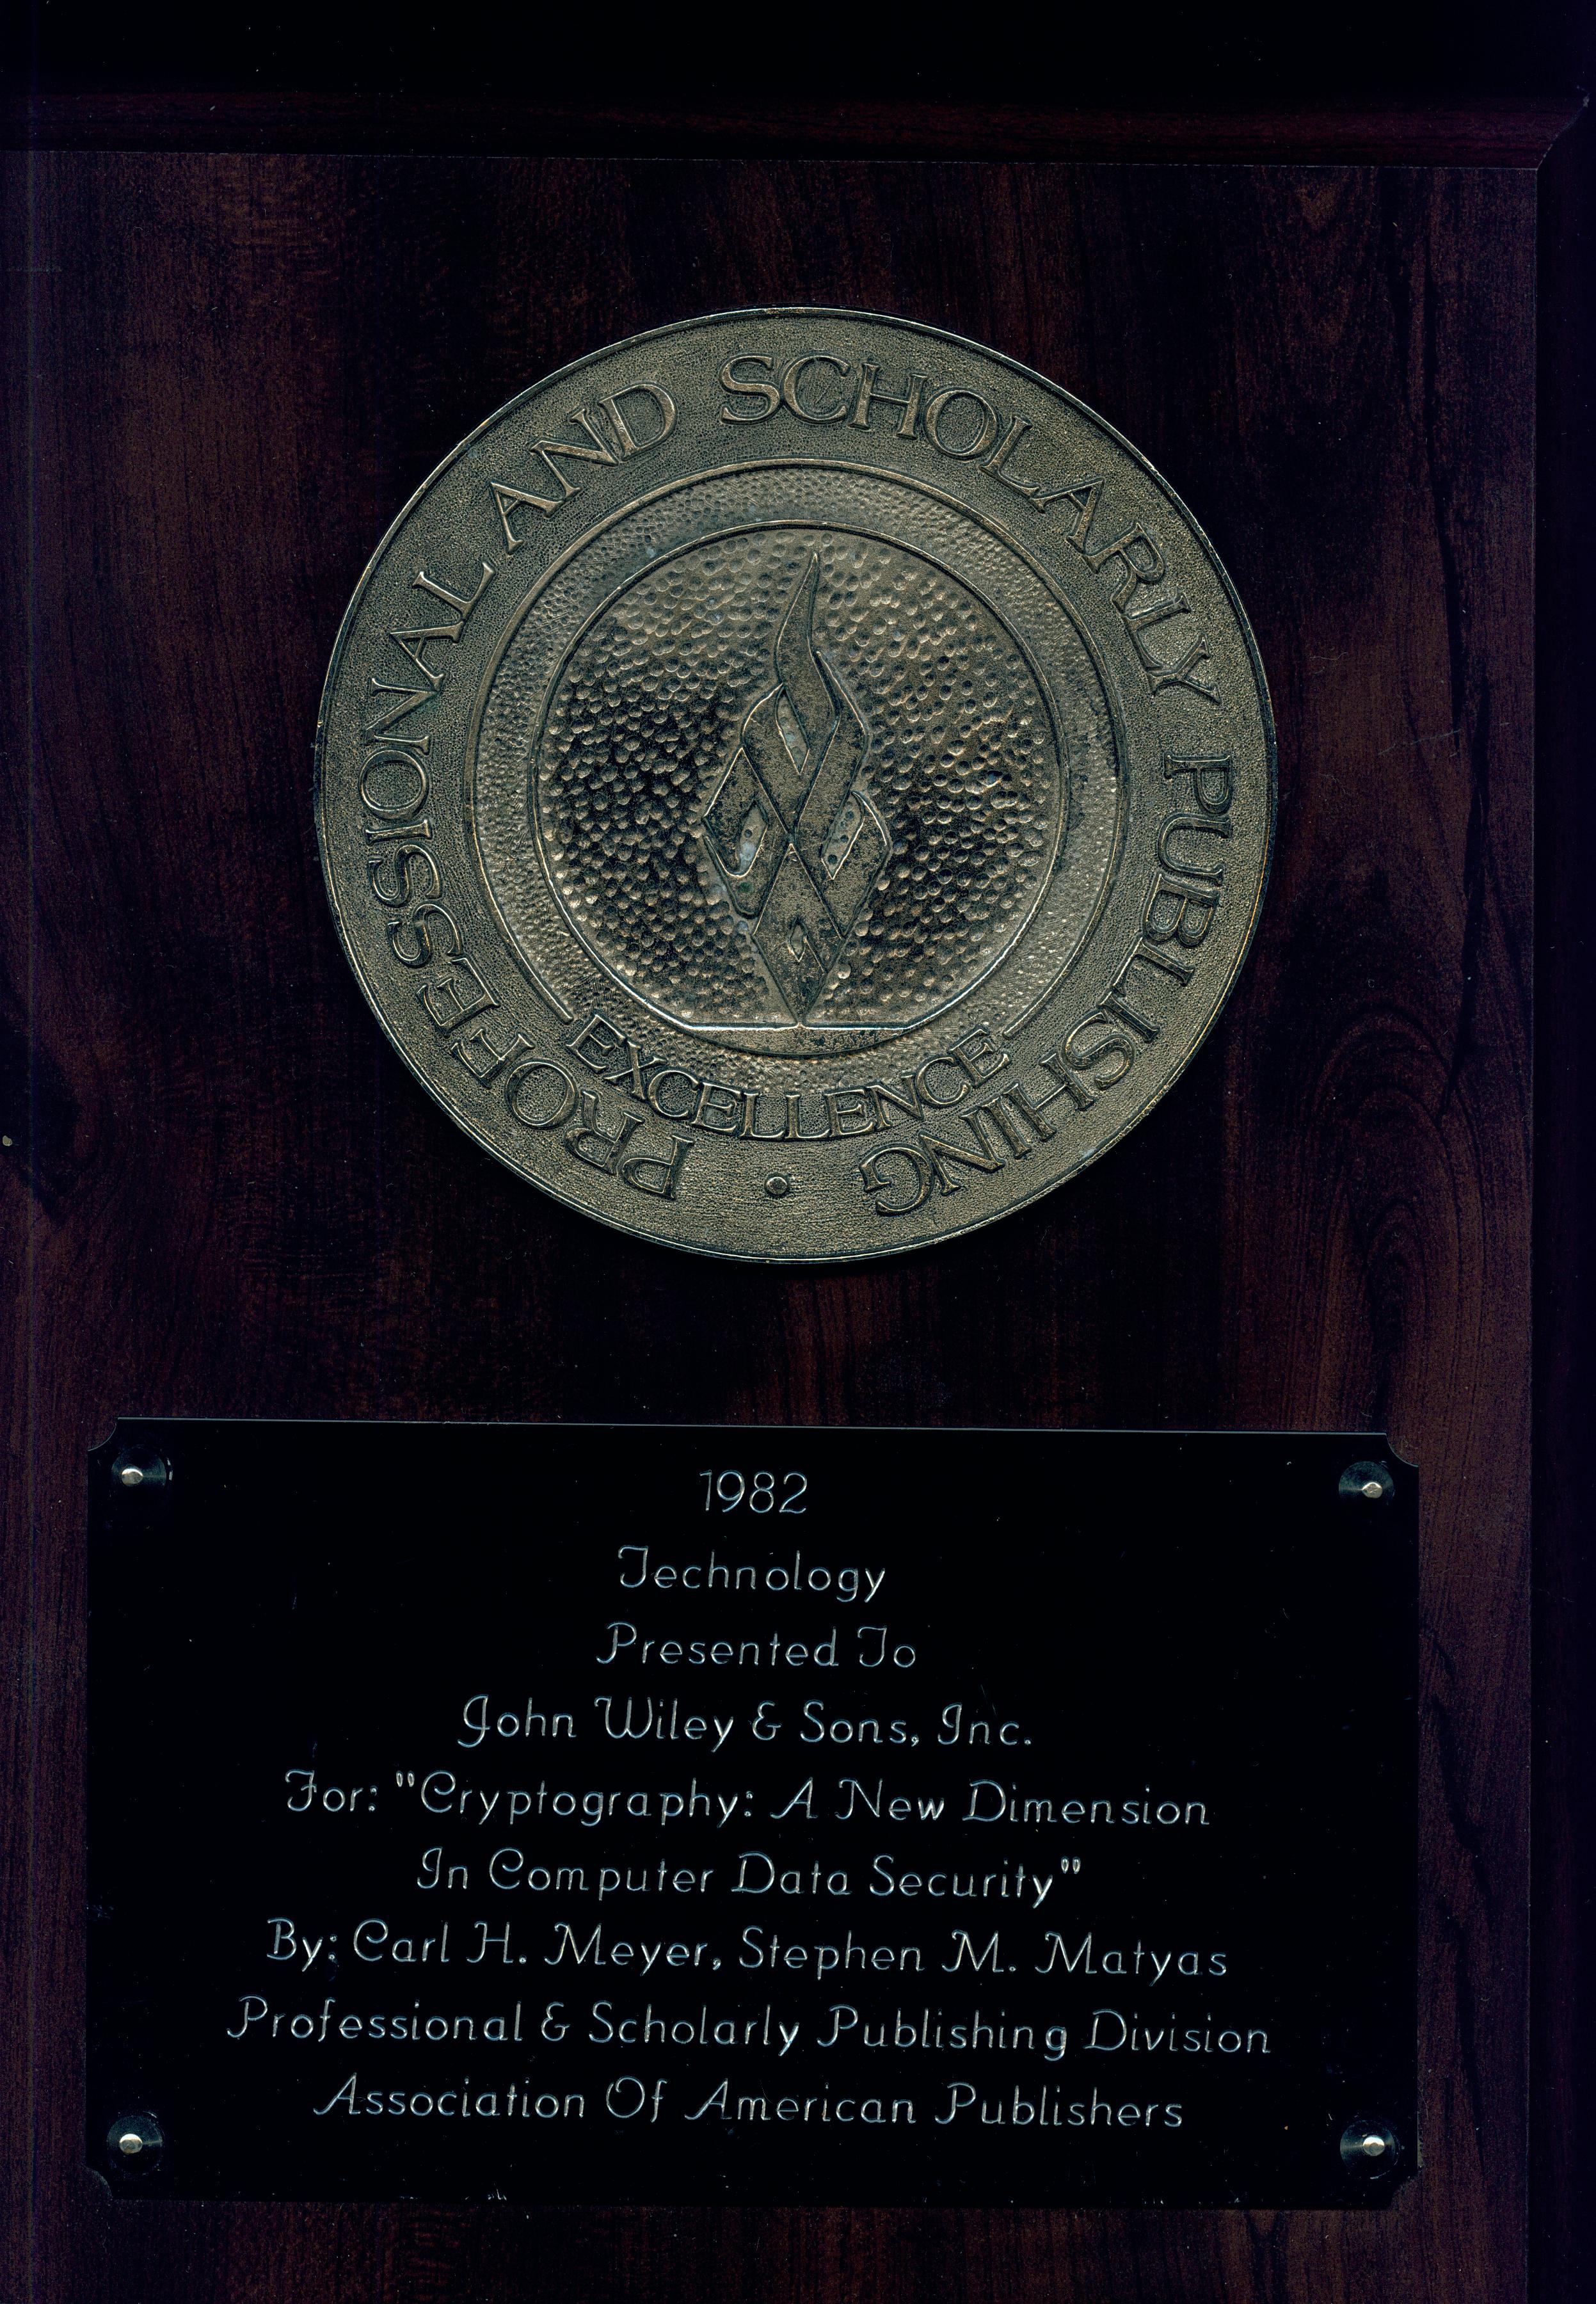 PROFESSIONAL AND SCHOLARLY PUBLISHING •
EXCELLENCE
1982
Technology
Presented To
John Wiley & Sons, Inc.
For: "Cryptography: A New Dimension
In Computer Data Security"
By: Carl H. Meyer, Stephen M. Matyas
Professional & Scholarly Publishing Division
Association Of American Publishers